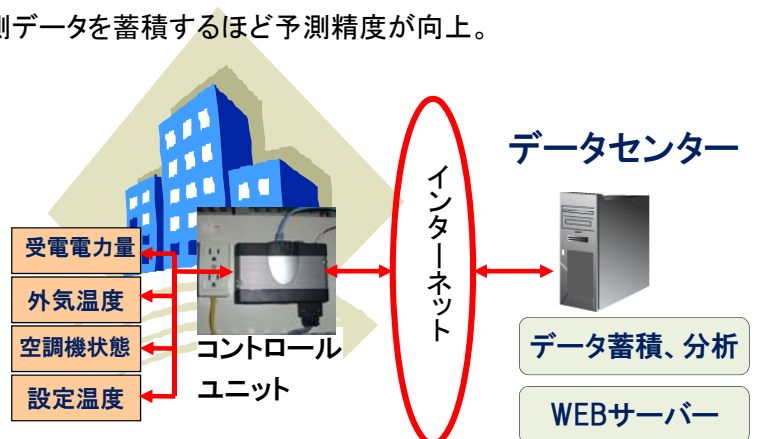 測データを蓄積するほど予測精度が向上。
データセンター
インターネット
受電電力量
外気温度
空調機状態
設定温度
コントロール
ユニット
データ蓄積、分析
WEBサーバー